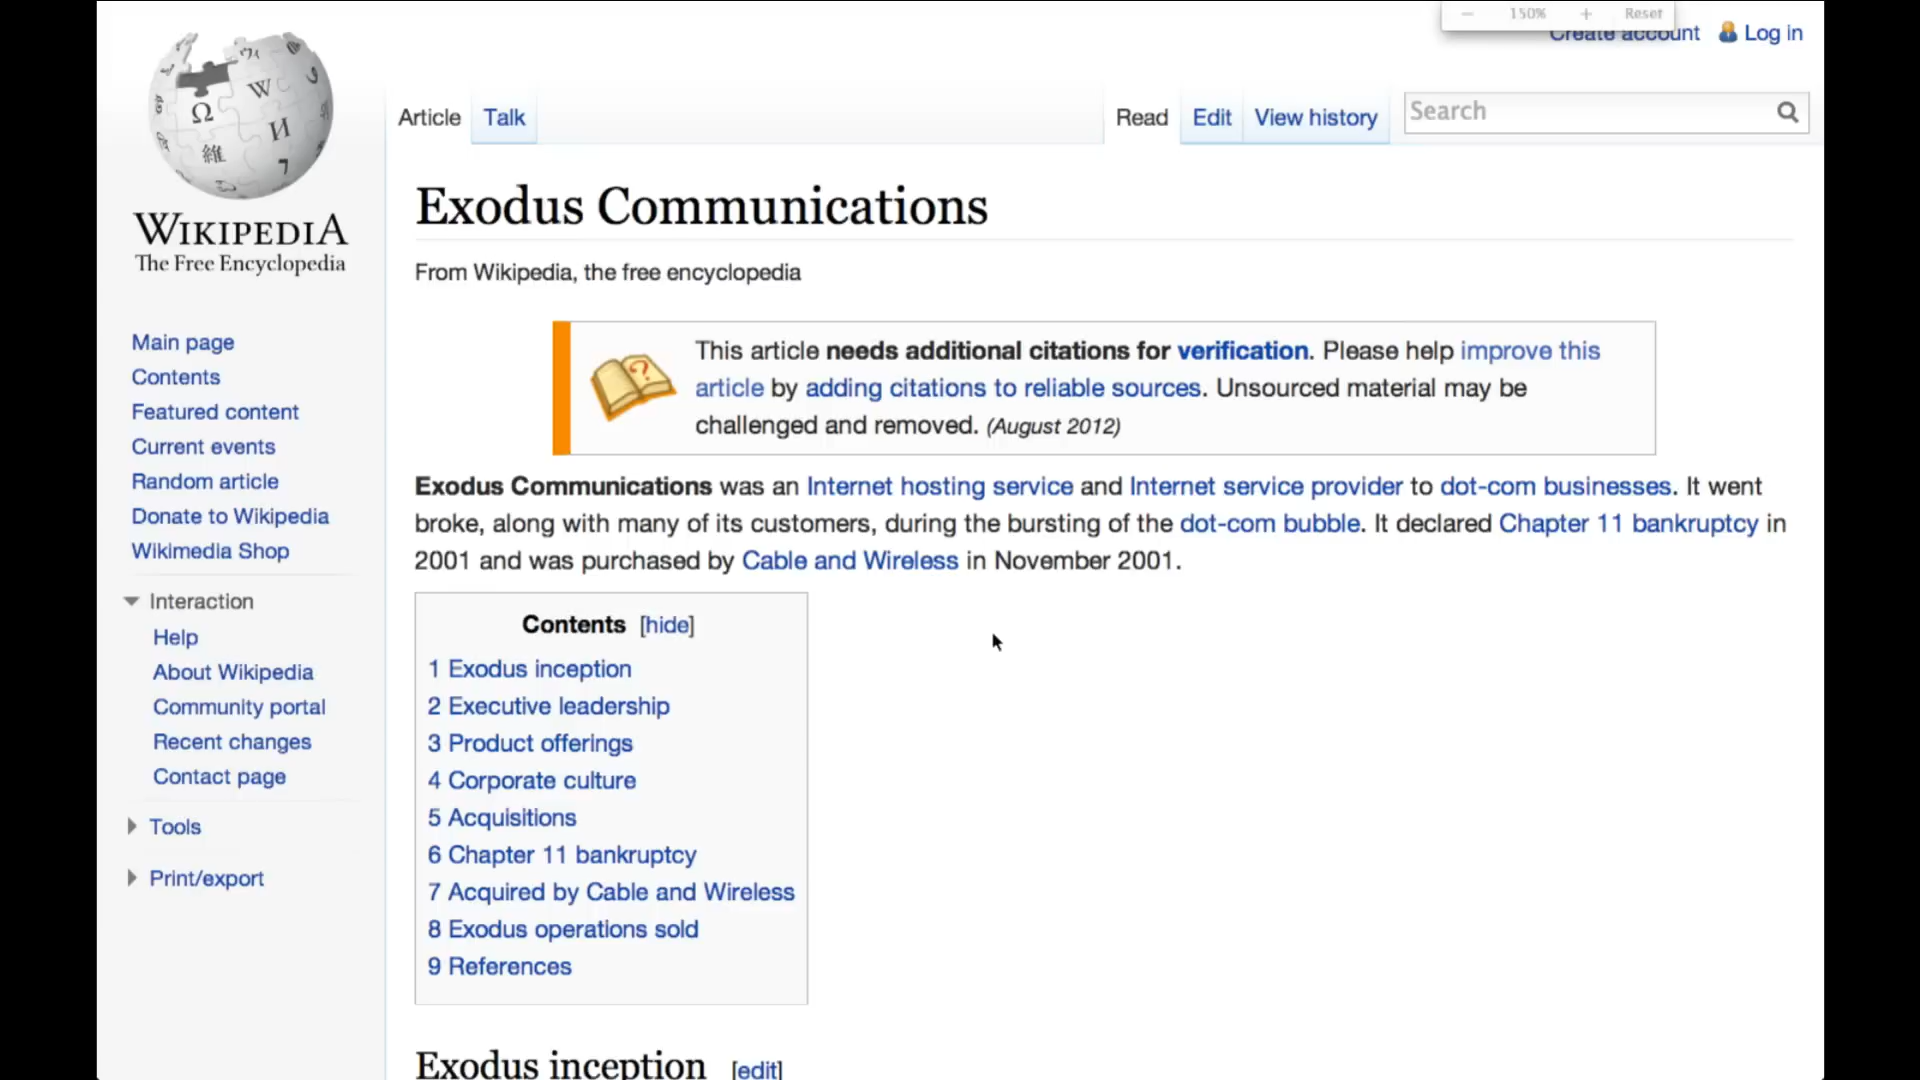 150% Reset
Create account Log in
WIKIPEDIA
The Free Encyclopedia
Article Talk Read Edit View history Search
Exodus Communications
From Wikipedia, the free encyclopedia
This article needs additional citations for verification. Please help improve this
article by adding citations to reliable sources. Unsourced material may be
challenged and removed. (August 2012)
Exodus Communications was an Internet hosting service and Internet service provider to dot-com businesses. It went
broke, along with many of its customers, during the bursting of the dot-com bubble. It declared Chapter 11 bankruptcy in
2001 and was purchased by Cable and Wireless in November 2001.
Main page
Contents
Featured content
Current events
Random article
Donate to Wikipedia
Wikimedia Shop
Interaction
Help
About Wikipedia
Community portal
Recent changes
Contact page
Tools
Print/export
Contents [hide]
1 Exodus inception
2 Executive leadership
3 Product offerings
4 Corporate culture
5 Acquisitions
6 Chapter 11 bankruptcy
7 Acquired by Cable and Wireless
8 Exodus operations sold
9 References
Exodus inception [edit]